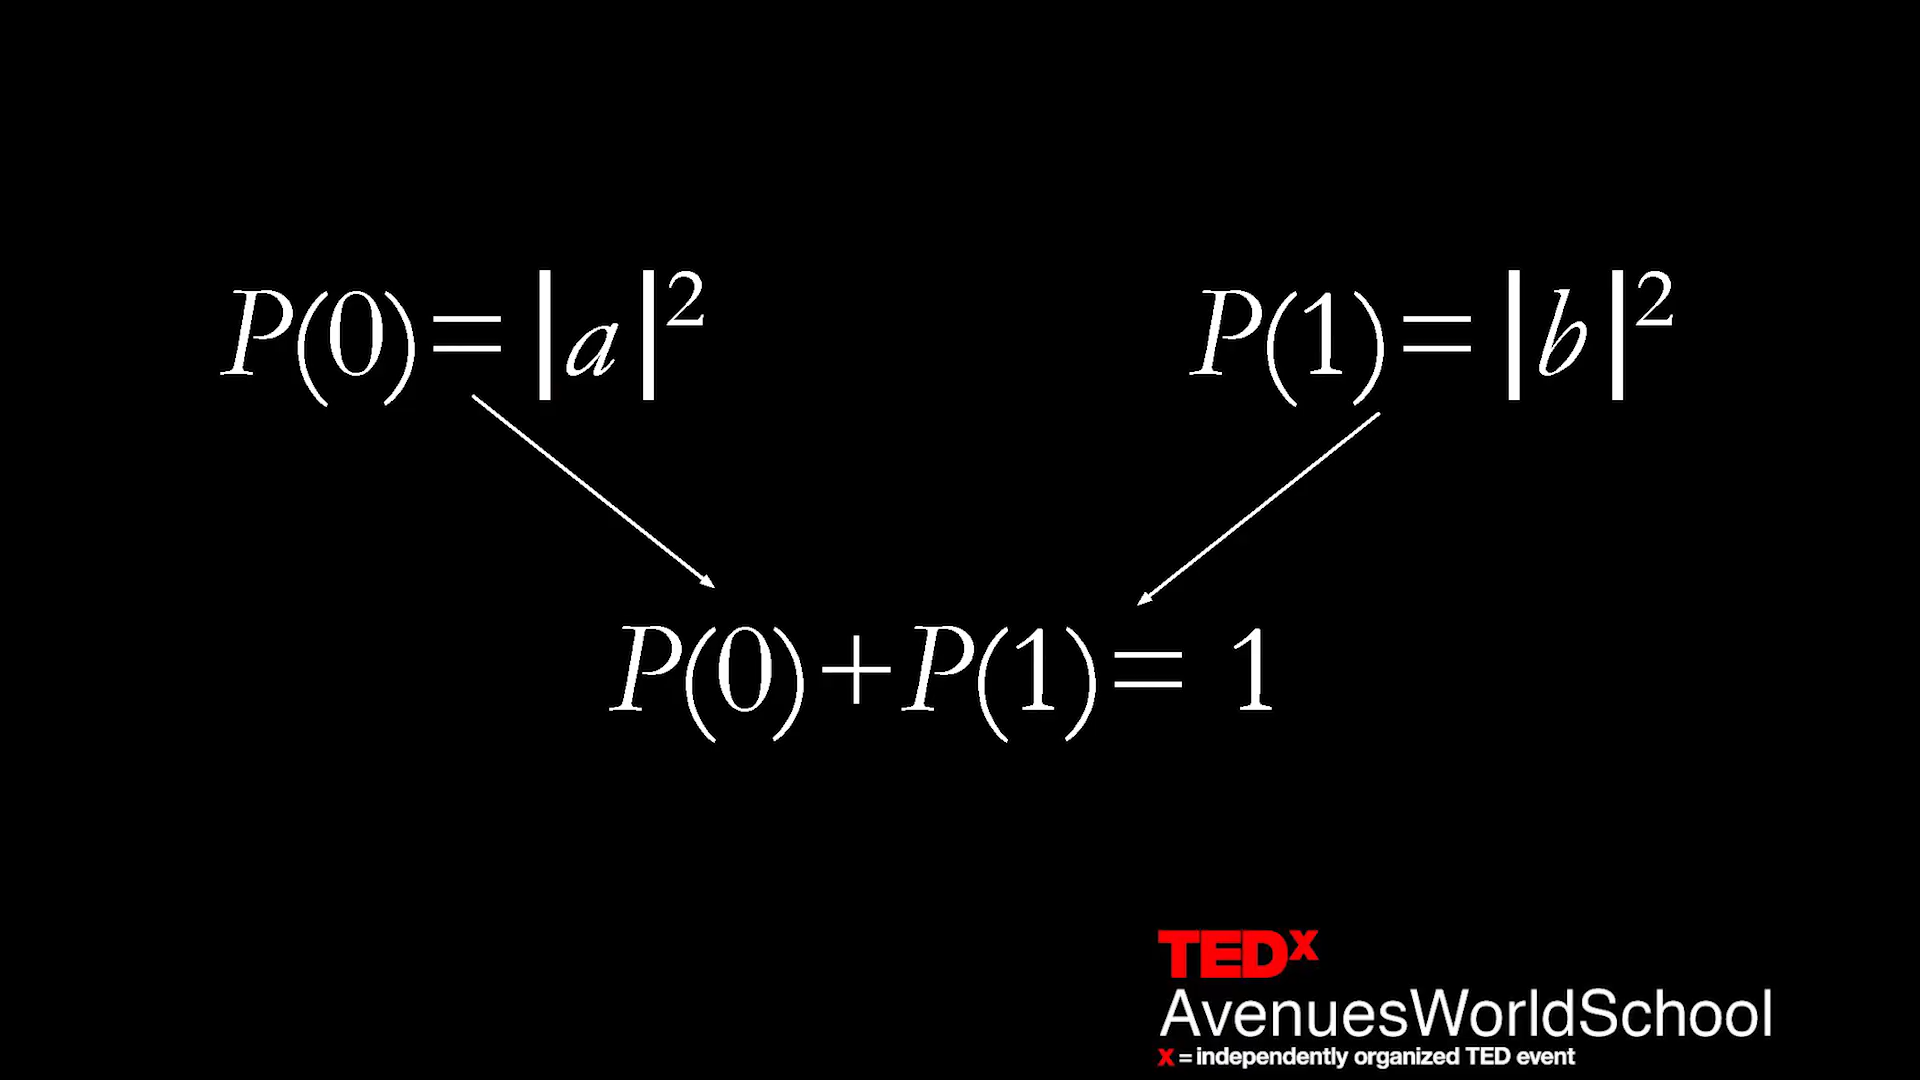 P(0)=|a|² P(1)=|b|²
P(0)+P(1)= 1
TEDx
AvenuesWorldSchool
x = independently organized TED event